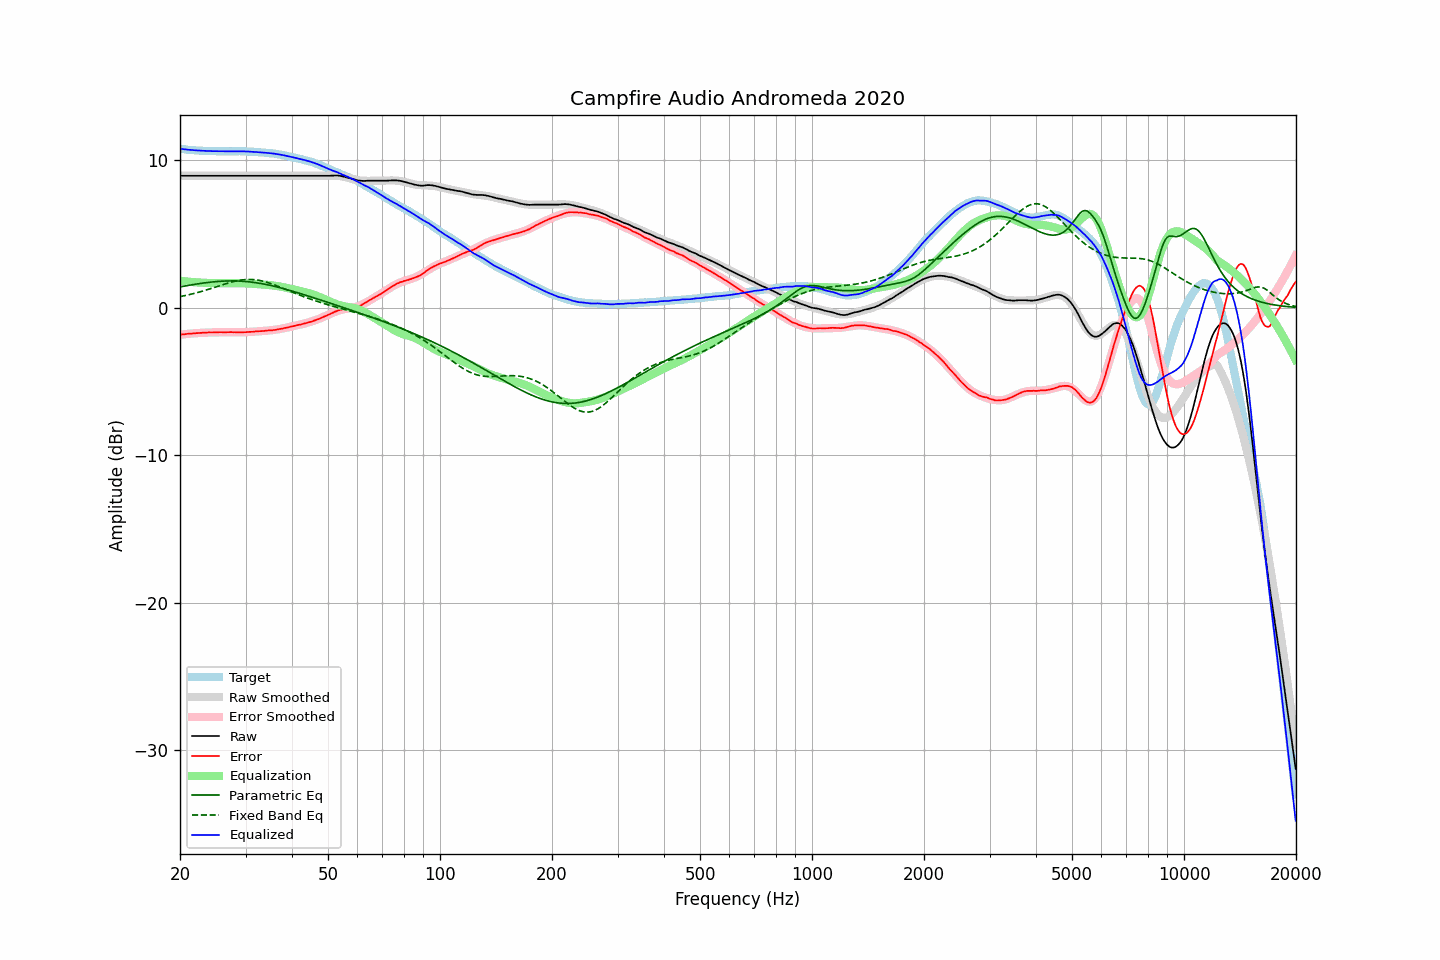 Campfire Audio Andromeda 2020
10
0
−10
−20
−30
Amplitude (dBr)
Target
Raw Smoothed
Error Smoothed
Raw
Error
Equalization
Parametric Eq
Fixed Band Eq
Equalized
20 50 100 200 500 1000 2000 5000 10000 20000
Frequency (Hz)